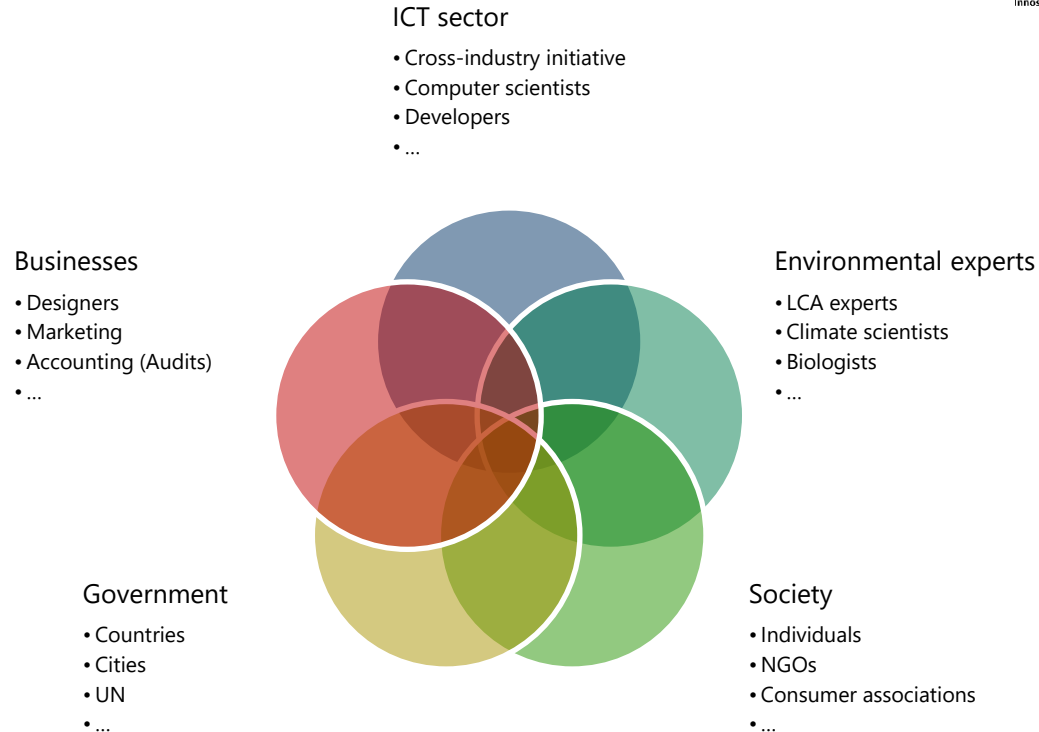 ICT sector
• Cross-industry initiative
• Computer scientists
• Developers
• ...
Businesses
• Designers
• Marketing
• Accounting (Audits)
• ...
Environmental experts
• LCA experts
• Climate scientists
• Biologists
• ...
Government
• Countries
• Cities
• UN
• ...
Society
• Individuals
• NGOs
• Consumer associations
• ...